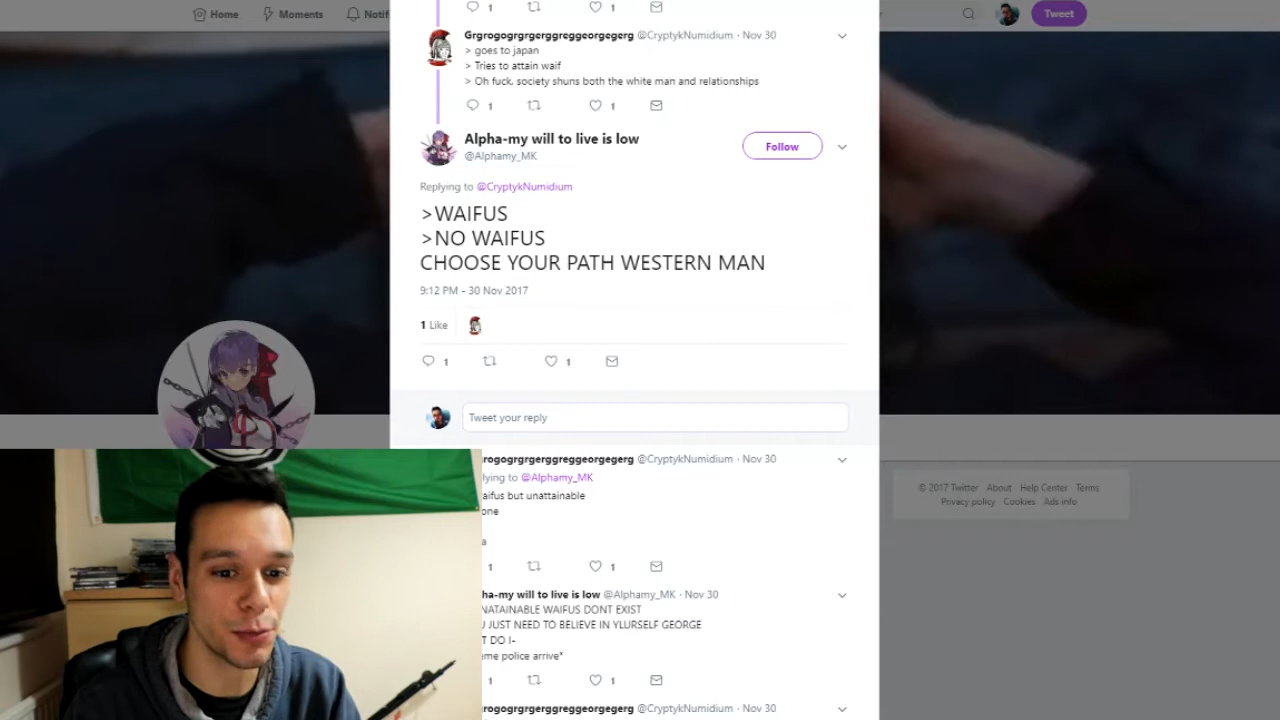 Home
Moments
Notif
Tweet
1
1
Grgrogogrgrgerggreggeorgegerg @CryptykNumidium · Nov 30
> goes to japan
> Tries to attain waif
> Oh fuck, society shuns both the white man and relationships
1
1
Alpha-my will to live is low
@Alphamy_MK
Follow
Replying to @CryptykNumidium
>WAIFUS
>NO WAIFUS
CHOOSE YOUR PATH WESTERN MAN
9:12 PM - 30 Nov 2017
1 Like
1
1
Tweet your reply
rogogrgrgerggreggeorgegerg @CryptykNumidium · Nov 30
lying to @Alphamy_MK
aifus but unattainable
one
a
1
1
ha-my will to live is low @Alphamy_MK · Nov 30
NATAINABLE WAIFUS DONT EXIST
U JUST NEED TO BELIEVE IN YLURSELF GEORGE
T DO I-
eme police arrive*
1
1
rogogrgrgerggreggeorgegerg @CryptykNumidium · Nov 30
© 2017 Twitter About Help Center Terms
Privacy policy Cookies Ads info